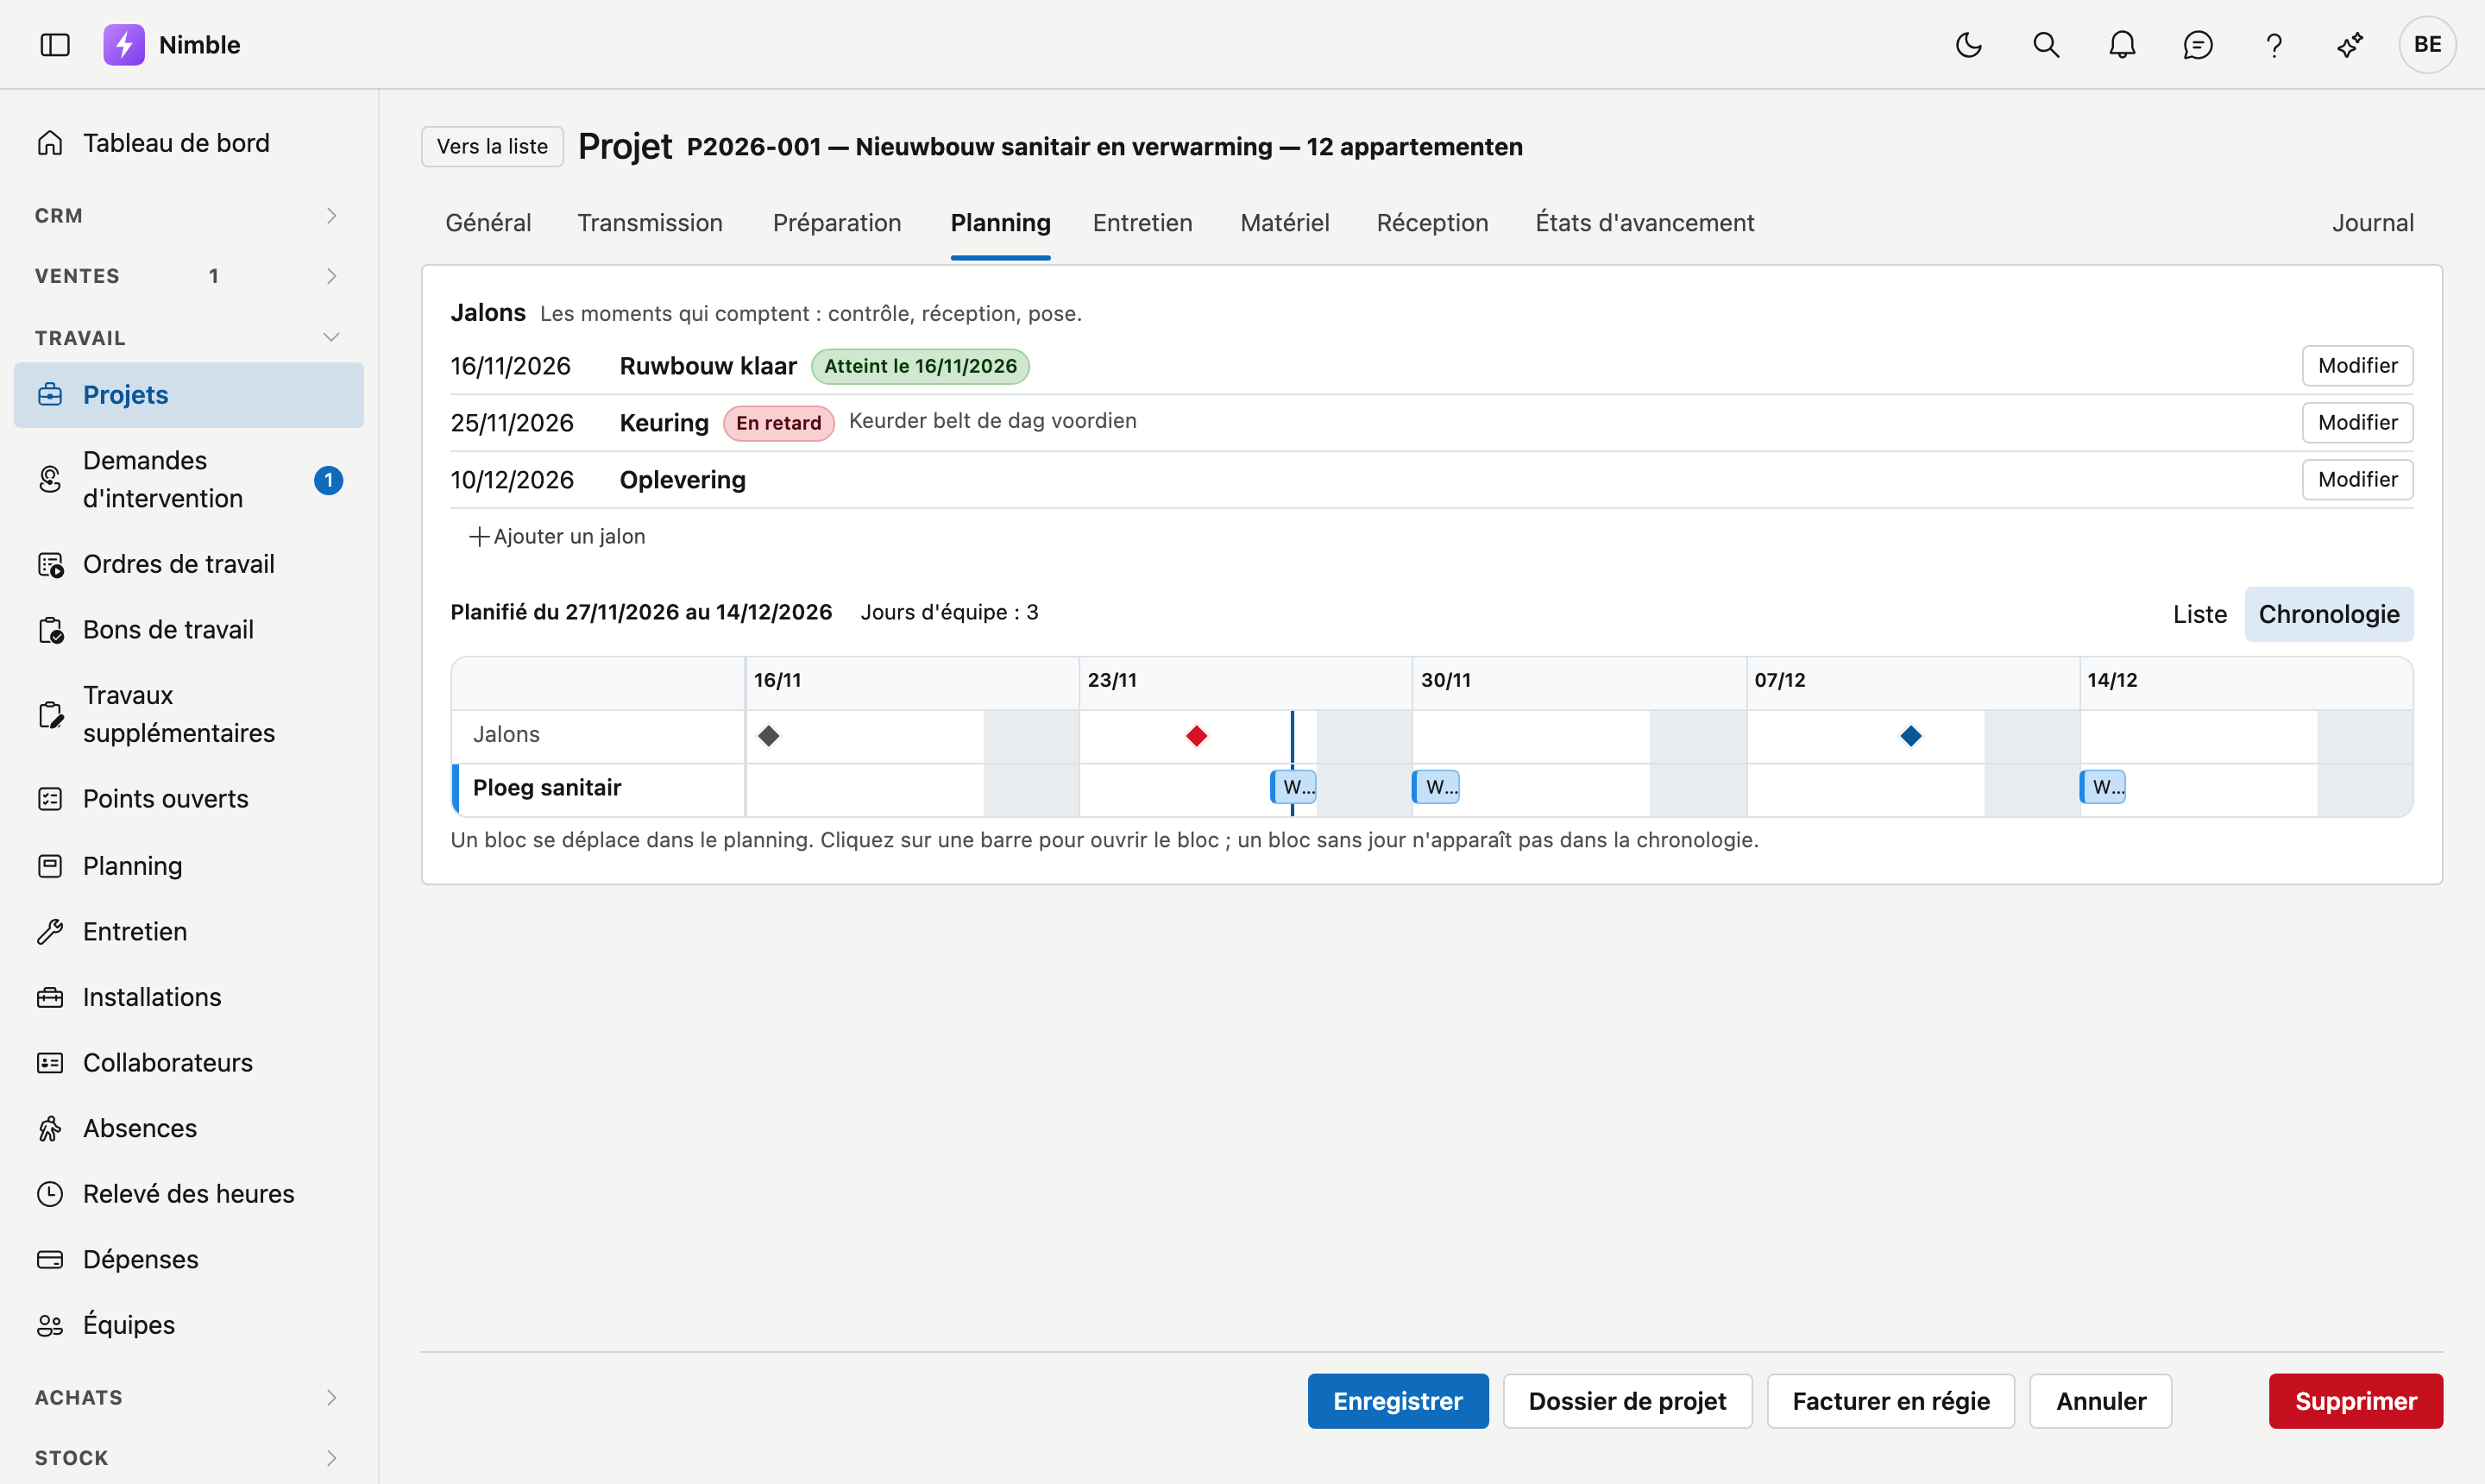 Nimble
BE
Tableau de bord
CRM
VENTES 1
TRAVAIL
Projets
Demandes
d'intervention
1
Ordres de travail
Bons de travail
Travaux
supplémentaires
Points ouverts
Planning
Entretien
Installations
Collaborateurs
Absences
Relevé des heures
Dépenses
Équipes
ACHATS
STOCK
Vers la liste Projet P2026-001 — Nieuwbouw sanitair en verwarming — 12 appartementen
Général Transmission Préparation Planning Entretien Matériel Réception États d'avancement Journal
Jalons Les moments qui comptent : contrôle, réception, pose.
16/11/2026 Ruwbouw klaar Atteint le 16/11/2026 Modifier
25/11/2026 Keuring En retard Keurder belt de dag voordien Modifier
10/12/2026 Oplevering Modifier
Ajouter un jalon
Planifié du 27/11/2026 au 14/12/2026 Jours d'équipe : 3 Liste Chronologie
16/11 23/11 30/11 07/12 14/12
Jalons
Ploeg sanitair W... W... W...
Un bloc se déplace dans le planning. Cliquez sur une barre pour ouvrir le bloc ; un bloc sans jour n'apparaît pas dans la chronologie.
Enregistrer Dossier de projet Facturer en régie Annuler Supprimer